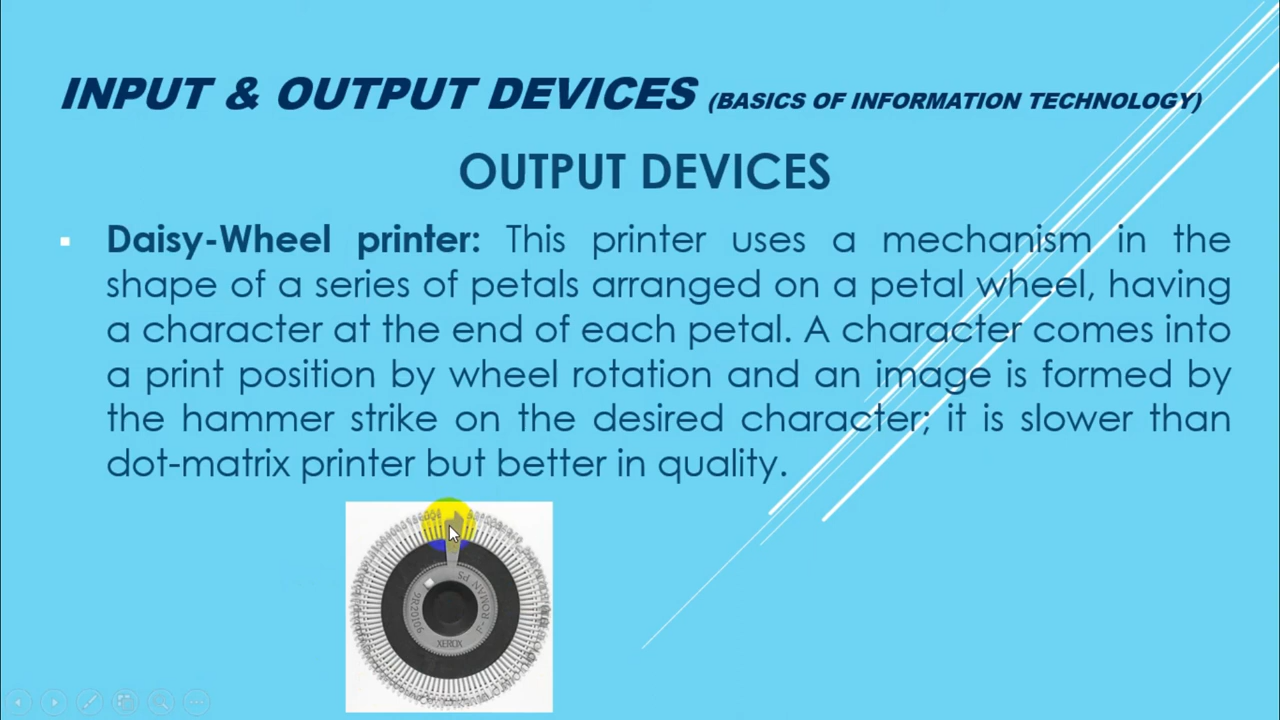 INPUT & OUTPUT DEVICES (BASICS OF INFORMATION TECHNOLOGY)
OUTPUT DEVICES
▪ Daisy-Wheel printer: This printer uses a mechanism in the
shape of a series of petals arranged on a petal wheel, having
a character at the end of each petal. A character comes into
a print position by wheel rotation and an image is formed by
the hammer strike on the desired character; it is slower than
dot-matrix printer but better in quality.
F- ROMAN PS
XEROX